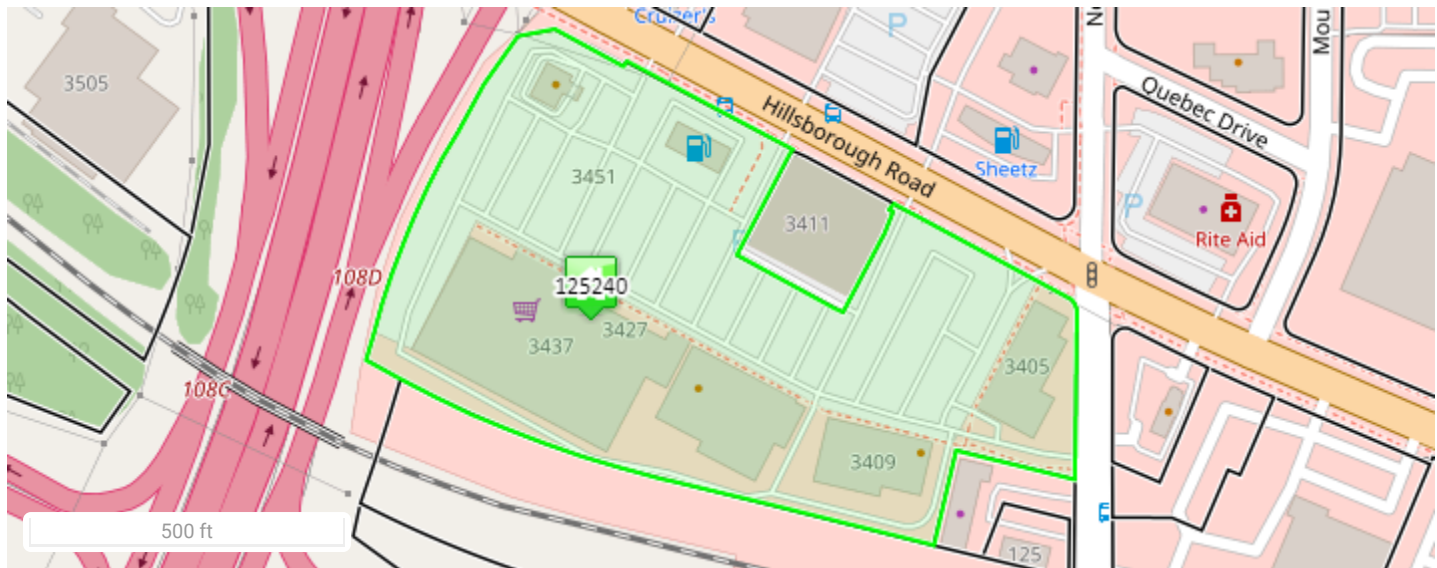 Cruizer's
P
3505
Hillsborough Road
Quebec Drive
Sheetz
P
Rite Aid
3451
3411
108D
125240
3427
3437
3405
108C
3409
500 ft
125